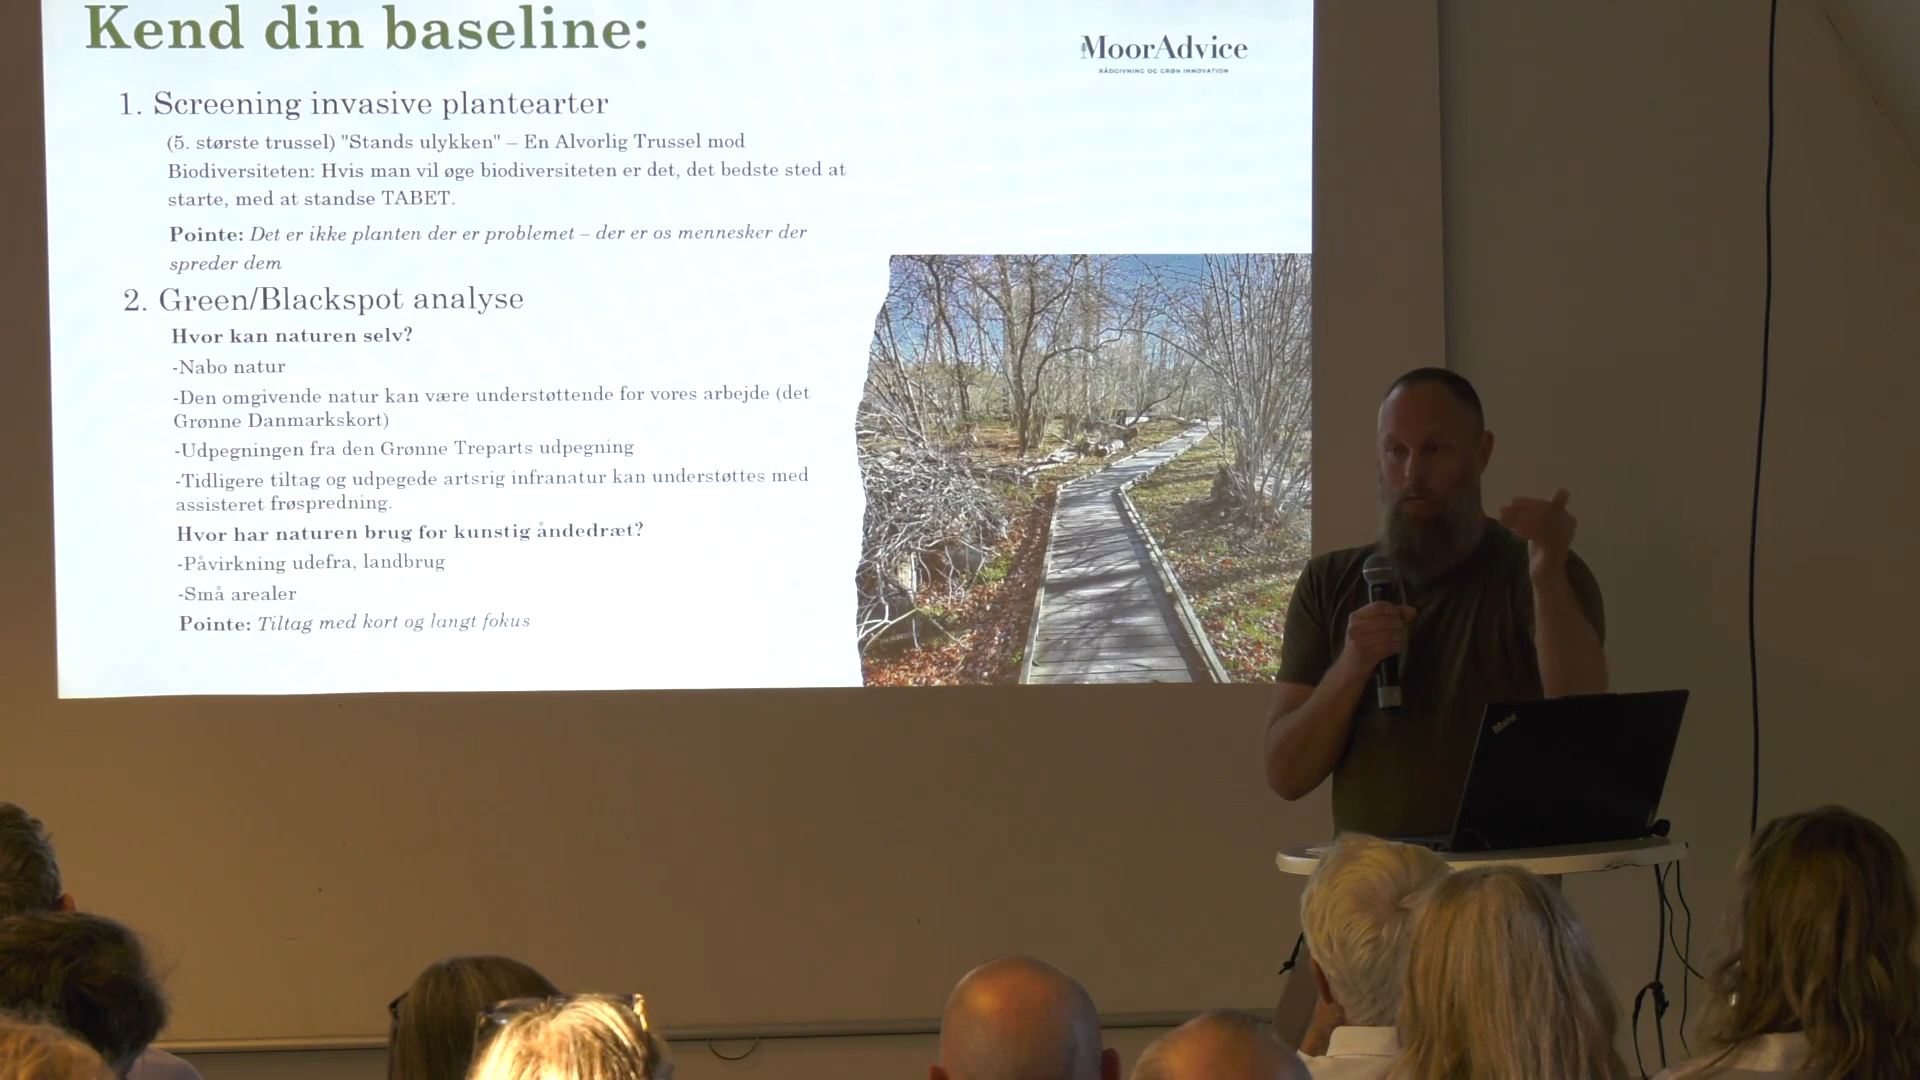 Kend din baseline:
MoorAdvice
RÅDGIVNING OG GRØN INNOVATION
1. Screening invasive plantearter
(5. største trussel) "Stands ulykken" – En Alvorlig Trussel mod
Biodiversiteten: Hvis man vil øge biodiversiteten er det, det bedste sted at
starte, med at standse TABET.
Pointe: Det er ikke planten der er problemet – der er os mennesker der
spreder dem
2. Green/Blackspot analyse
Hvor kan naturen selv?
-Nabo natur
-Den omgivende natur kan være understøttende for vores arbejde (det
Grønne Danmarkskort)
-Udpegningen fra den Grønne Treparts udpegning
-Tidligere tiltag og udpegede artsrig infranatur kan understøttes med
assisteret frøspredning.
Hvor har naturen brug for kunstig åndedræt?
-Påvirkning udefra, landbrug
-Små arealer
Pointe: Tiltag med kort og langt fokus
ThinkPad